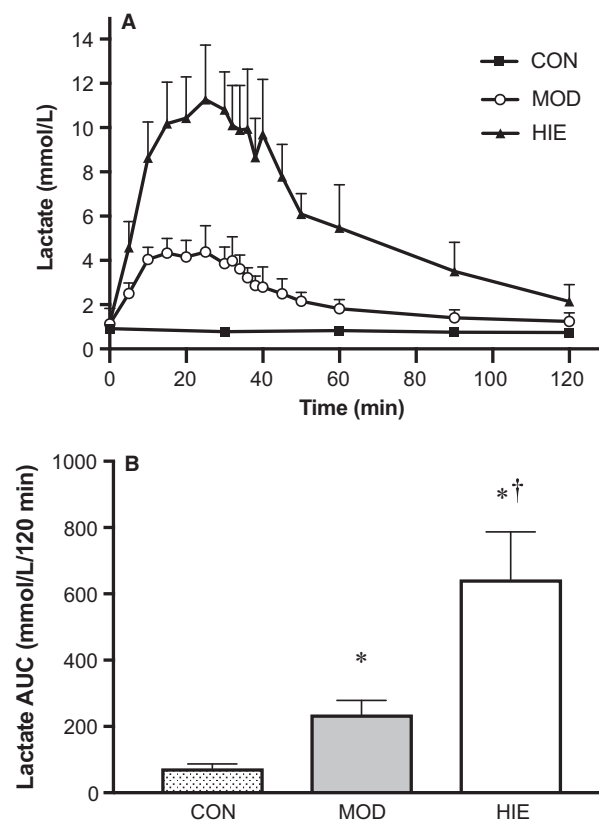 A
14
12
10
8
6
4
2
0
Lactate (mmol/L)
CON
MOD
HIE
0 20 40 60 80 100 120
Time (min)
B
1000
800
600
400
200
0
Lactate AUC (mmol/L/120 min)
*
*†
CON MOD HIE